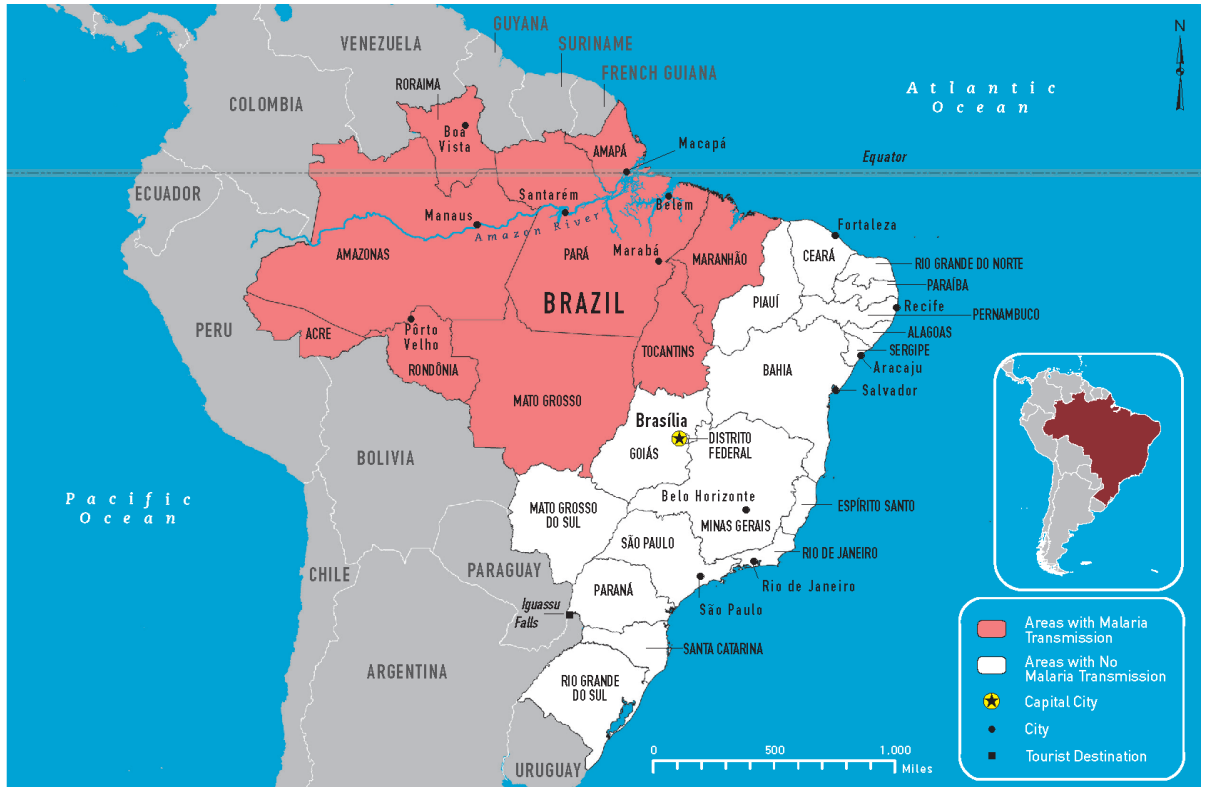 GUYANA
VENEZUELA
SURINAME
FRENCH GUIANA
N
Atlantic
Ocean
COLOMBIA
RORAIMA
Boa
Vista
AMAPÁ
Macapá
Equator
ECUADOR
Santarém
Belém
Manaus
Amazon River
Fortaleza
AMAZONAS
PARÁ
Marabá
MARANHÃO
CEARÁ
RIO GRANDE DO NORTE
PARAÍBA
BRAZIL
PIAUÍ
Recife
PERNAMBUCO
PERU
ACRE
Pôrto
Velho
ALAGOAS
SERGIPE
Aracaju
TOCANTINS
RONDÔNIA
BAHIA
Salvador
MATO GROSSO
Brasília
DISTRITO
FEDERAL
GOIÁS
BOLIVIA
Pacific
Ocean
Belo Horizonte
ESPÍRITO SANTO
MATO GROSSO
DO SUL
MINAS GERAIS
SÃO PAULO
RIO DE JANEIRO
CHILE
PARAGUAY
PARANÁ
Rio de Janeiro
São Paulo
Iguassu
Falls
SANTA CATARINA
ARGENTINA
RIO GRANDE
DO SUL
URUGUAY
0 500 1,000
Miles
Areas with Malaria
Transmission
Areas with No
Malaria Transmission
Capital City
City
Tourist Destination